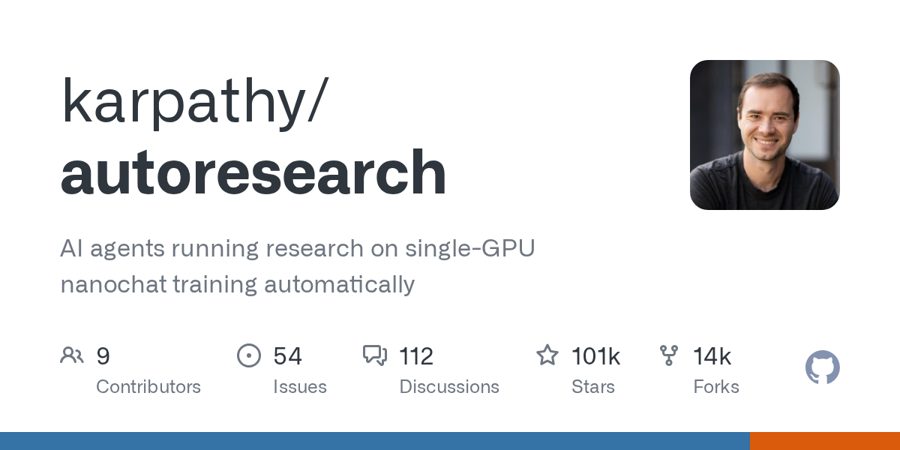 karpathy/
autoresearch
AI agents running research on single-GPU
nanochat training automatically
9
Contributors
54
Issues
112
Discussions
101k
Stars
14k
Forks